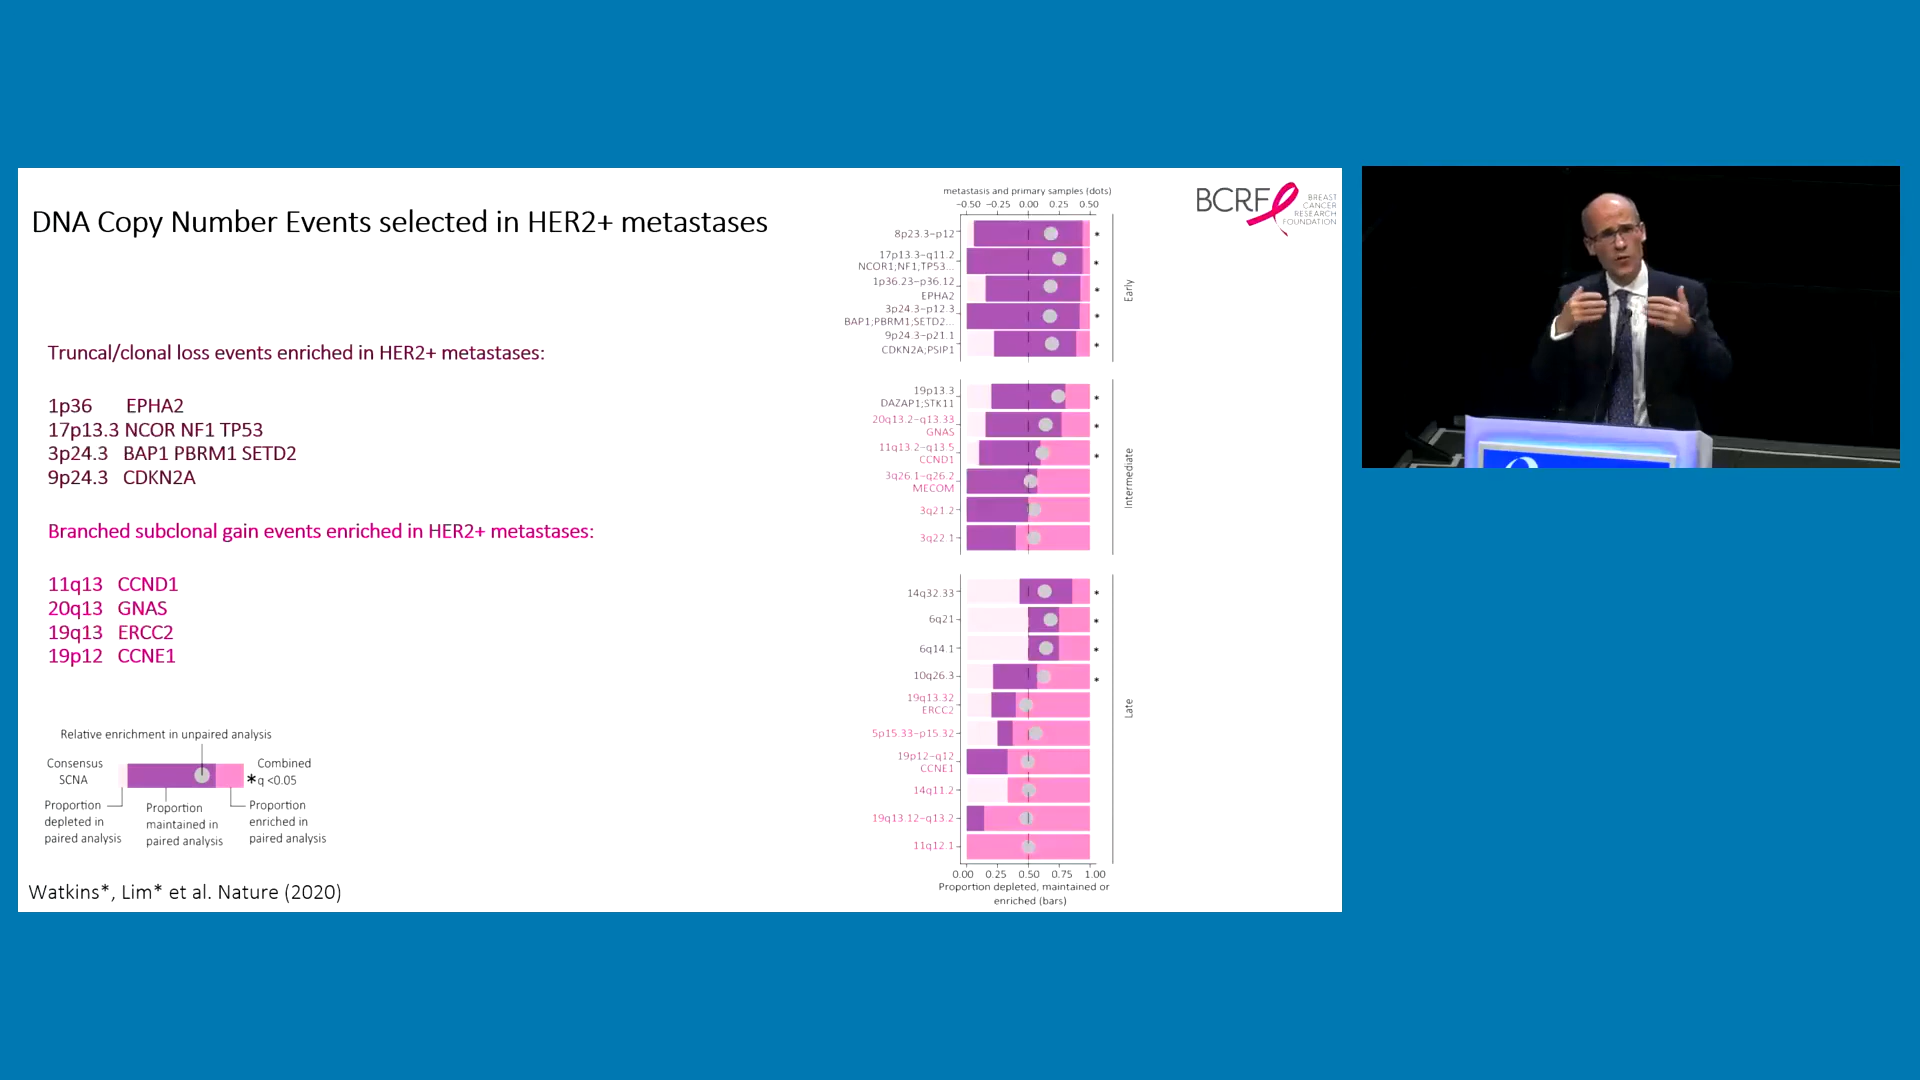 DNA Copy Number Events selected in HER2+ metastases
BCRF
BREAST
CANCER
RESEARCH
FOUNDATION
Truncal/clonal loss events enriched in HER2+ metastases:
1p36 EPHA2
17p13.3 NCOR NF1 TP53
3p24.3 BAP1 PBRM1 SETD2
9p24.3 CDKN2A
Branched subclonal gain events enriched in HER2+ metastases:
11q13 CCND1
20q13 GNAS
19q13 ERCC2
19p12 CCNE1
Relative enrichment in unpaired analysis
Consensus
SCNA
Combined
*q <0.05
Proportion
depleted in
paired analysis
Proportion
maintained in
paired analysis
Proportion
enriched in
paired analysis
Watkins*, Lim* et al. Nature (2020)
metastasis and primary samples (dots)
−0.50 −0.25 0.00 0.25 0.50
8p23.3−p12 *
17p13.3−q11.2
NCOR1;NF1;TP53... *
1p36.23−p36.12
EPHA2 *
3p24.3−p12.3
BAP1;PBRM1;SETD2... *
9p24.3−p21.1
CDKN2A;PSIP1 *
Early
19p13.3
DAZAP1;STK11 *
20q13.2−q13.33
GNAS *
11q13.2−q13.5
CCND1 *
3q26.1−q26.2
MECOM
3q21.2
3q22.1
Intermediate
14q32.33 *
6q21 *
6q14.1 *
10q26.3 *
19q13.32
ERCC2
5p15.33−p15.32
19p12−q12
CCNE1
14q11.2
19q13.12−q13.2
11q12.1
Late
0.00 0.25 0.50 0.75 1.00
Proportion depleted, maintained or
enriched (bars)